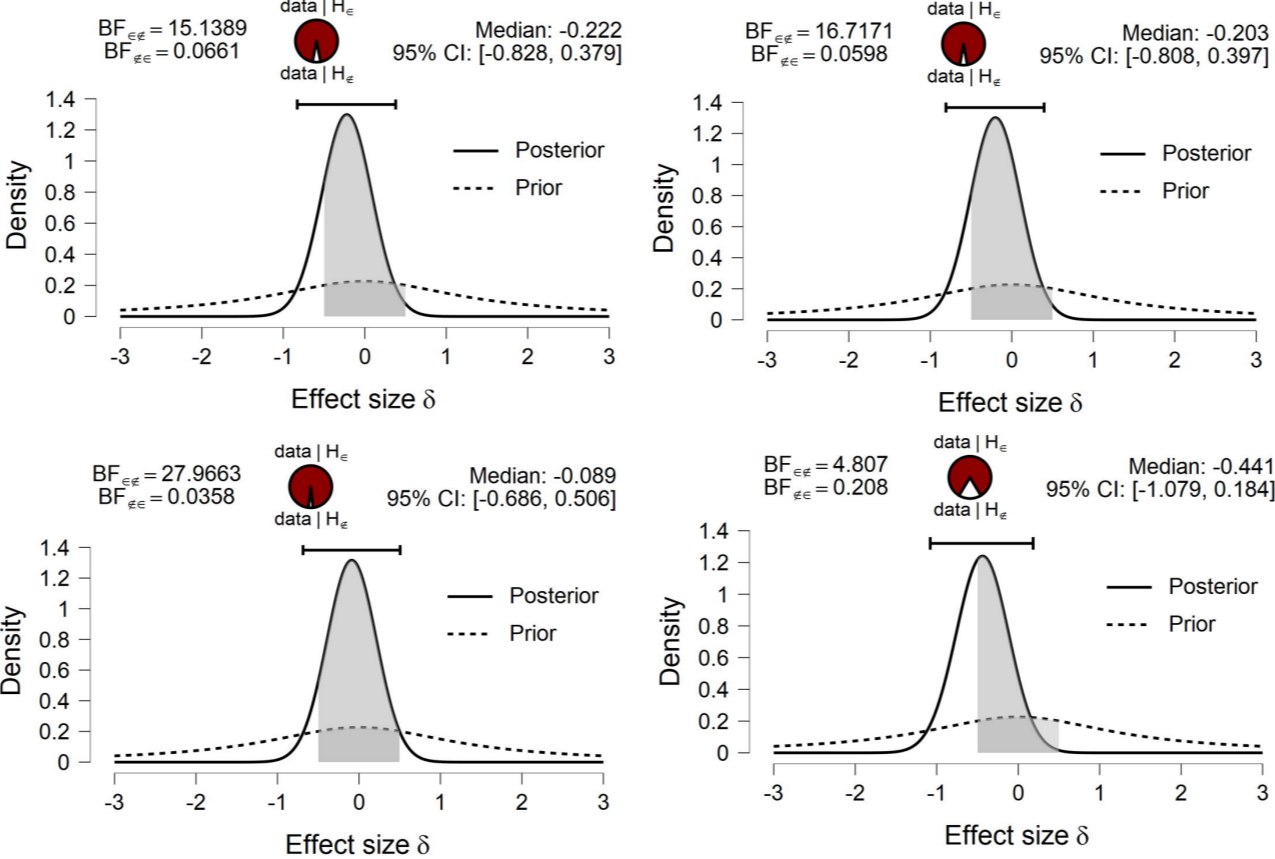 data | H∈
BF∈∉ = 15.1389
BF∉∈ = 0.0661
Median: -0.222
95% CI: [-0.828, 0.379]
data | H∉
1.4
1.2
1
0.8
0.6
0.4
0.2
0
Density
Posterior
Prior
-3 -2 -1 0 1 2 3
Effect size δ
data | H∈
BF∈∉ = 16.7171
BF∉∈ = 0.0598
Median: -0.203
95% CI: [-0.808, 0.397]
data | H∉
1.4
1.2
1
0.8
0.6
0.4
0.2
0
Density
Posterior
Prior
-3 -2 -1 0 1 2 3
Effect size δ
data | H∈
BF∈∉ = 27.9663
BF∉∈ = 0.0358
Median: -0.089
95% CI: [-0.686, 0.506]
data | H∉
1.4
1.2
1
0.8
0.6
0.4
0.2
0
Density
Posterior
Prior
-3 -2 -1 0 1 2 3
Effect size δ
data | H∈
BF∈∉ = 4.807
BF∉∈ = 0.208
Median: -0.441
95% CI: [-1.079, 0.184]
data | H∉
1.4
1.2
1
0.8
0.6
0.4
0.2
0
Density
Posterior
Prior
-3 -2 -1 0 1 2 3
Effect size δ